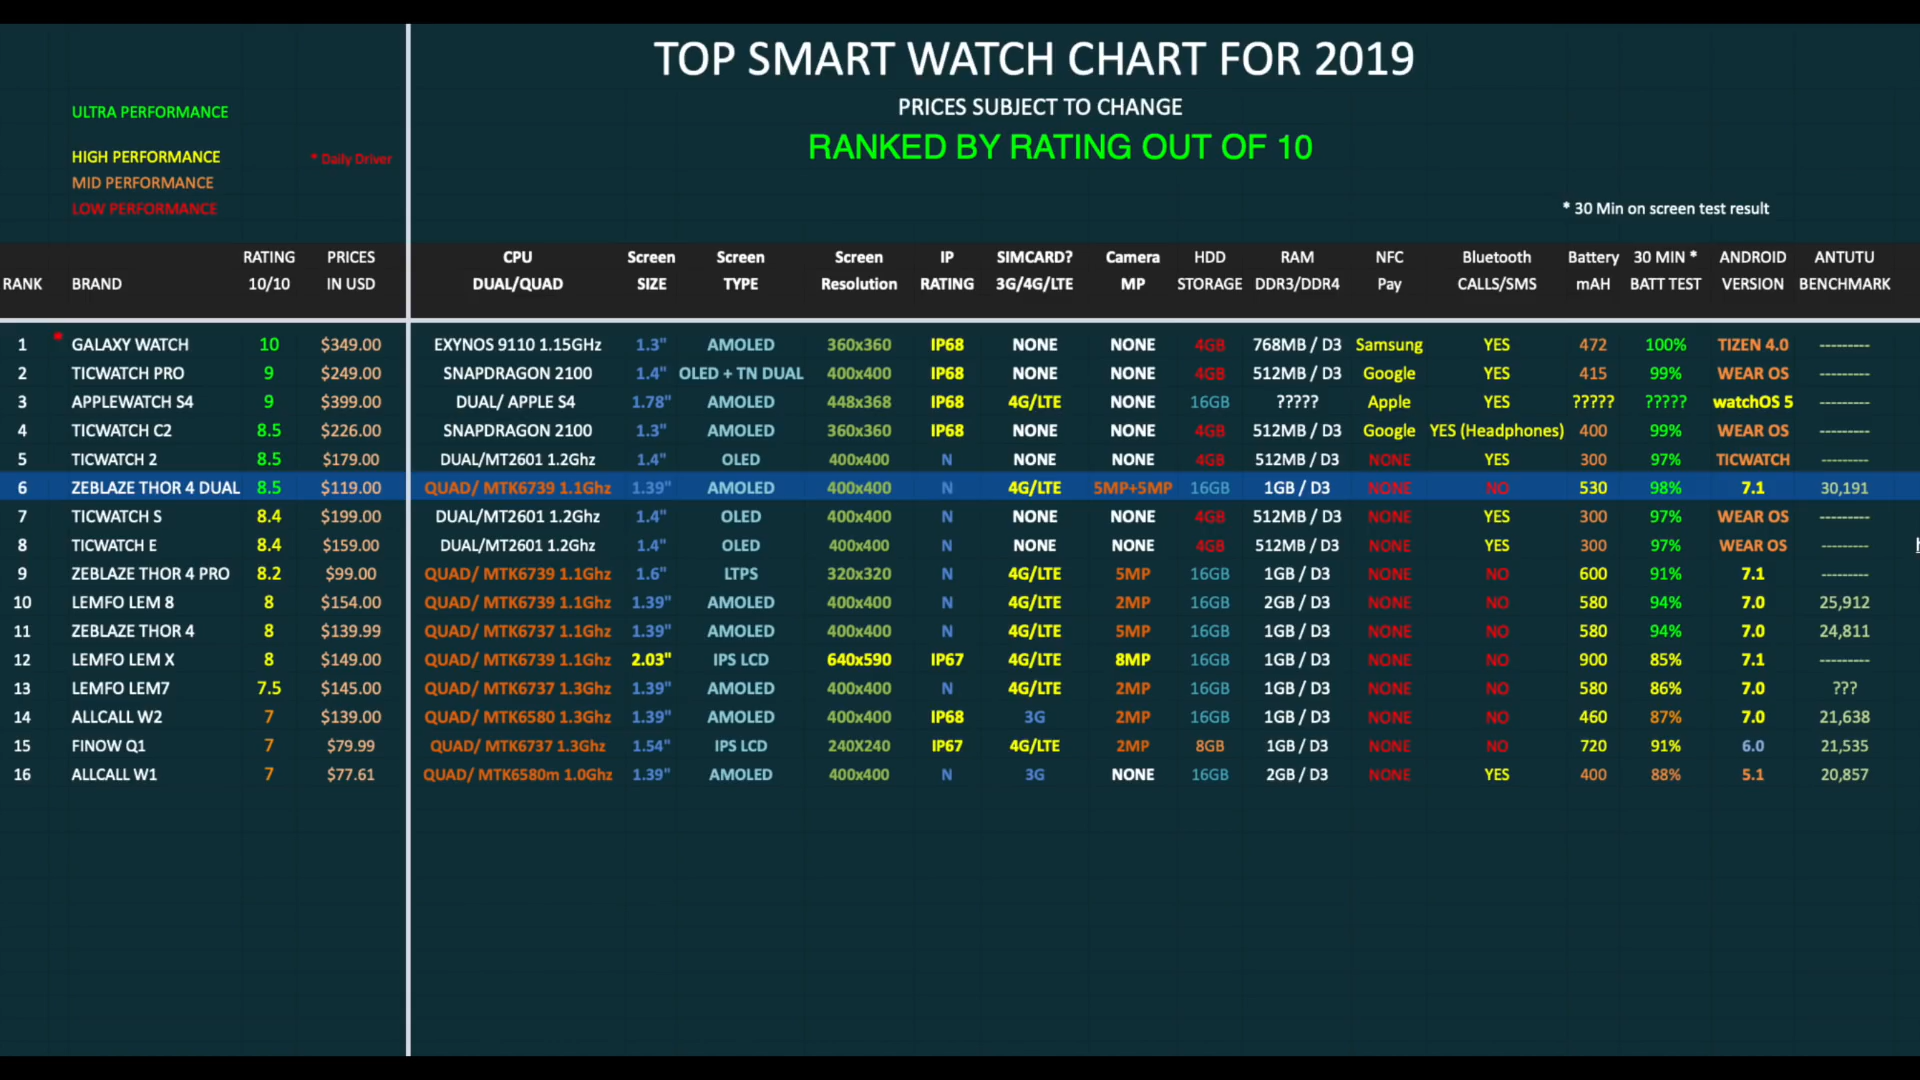 TOP SMART WATCH CHART FOR 2019
PRICES SUBJECT TO CHANGE
RANKED BY RATING OUT OF 10
ULTRA PERFORMANCE
HIGH PERFORMANCE
* Daily Driver
MID PERFORMANCE
LOW PERFORMANCE
* 30 Min on screen test result
RATING PRICES CPU Screen Screen Screen IP SIMCARD? Camera HDD RAM NFC Bluetooth Battery 30 MIN * ANDROID ANTUTU
RANK BRAND 10/10 IN USD DUAL/QUAD SIZE TYPE Resolution RATING 3G/4G/LTE MP STORAGE DDR3/DDR4 Pay CALLS/SMS mAH BATT TEST VERSION BENCHMARK
1 * GALAXY WATCH 10 $349.00 EXYNOS 9110 1.15GHz 1.3" AMOLED 360x360 IP68 NONE NONE 4GB 768MB / D3 Samsung YES 472 100% TIZEN 4.0 ---------
2 TICWATCH PRO 9 $249.00 SNAPDRAGON 2100 1.4" OLED + TN DUAL 400x400 IP68 NONE NONE 4GB 512MB / D3 Google YES 415 99% WEAR OS ---------
3 APPLEWATCH S4 9 $399.00 DUAL/ APPLE S4 1.78" AMOLED 448x368 IP68 4G/LTE NONE 16GB ????? Apple YES ????? ????? watchOS 5 ---------
4 TICWATCH C2 8.5 $226.00 SNAPDRAGON 2100 1.3" AMOLED 360x360 IP68 NONE NONE 4GB 512MB / D3 Google YES (Headphones) 400 99% WEAR OS ---------
5 TICWATCH 2 8.5 $179.00 DUAL/MT2601 1.2Ghz 1.4" OLED 400x400 N NONE NONE 4GB 512MB / D3 NONE YES 300 97% TICWATCH ---------
6 ZEBLAZE THOR 4 DUAL 8.5 $119.00 QUAD/ MTK6739 1.1Ghz 1.39" AMOLED 400x400 N 4G/LTE 5MP+5MP 16GB 1GB / D3 NONE NO 530 98% 7.1 30,191
7 TICWATCH S 8.4 $199.00 DUAL/MT2601 1.2Ghz 1.4" OLED 400x400 N NONE NONE 4GB 512MB / D3 NONE YES 300 97% WEAR OS ---------
8 TICWATCH E 8.4 $159.00 DUAL/MT2601 1.2Ghz 1.4" OLED 400x400 N NONE NONE 4GB 512MB / D3 NONE YES 300 97% WEAR OS ---------
9 ZEBLAZE THOR 4 PRO 8.2 $99.00 QUAD/ MTK6739 1.1Ghz 1.6" LTPS 320x320 N 4G/LTE 5MP 16GB 1GB / D3 NONE NO 600 91% 7.1 ---------
10 LEMFO LEM 8 8 $154.00 QUAD/ MTK6739 1.1Ghz 1.39" AMOLED 400x400 N 4G/LTE 2MP 16GB 2GB / D3 NONE NO 580 94% 7.0 25,912
11 ZEBLAZE THOR 4 8 $139.99 QUAD/ MTK6737 1.1Ghz 1.39" AMOLED 400x400 N 4G/LTE 5MP 16GB 1GB / D3 NONE NO 580 94% 7.0 24,811
12 LEMFO LEM X 8 $149.00 QUAD/ MTK6739 1.1Ghz 2.03" IPS LCD 640x590 IP67 4G/LTE 8MP 16GB 1GB / D3 NONE NO 900 85% 7.1 ---------
13 LEMFO LEM7 7.5 $145.00 QUAD/ MTK6737 1.3Ghz 1.39" AMOLED 400x400 N 4G/LTE 2MP 16GB 1GB / D3 NONE NO 580 86% 7.0 ???
14 ALLCALL W2 7 $139.00 QUAD/ MTK6580 1.3Ghz 1.39" AMOLED 400x400 IP68 3G 2MP 16GB 1GB / D3 NONE NO 460 87% 7.0 21,638
15 FINOW Q1 7 $79.99 QUAD/ MTK6737 1.3Ghz 1.54" IPS LCD 240X240 IP67 4G/LTE 2MP 8GB 1GB / D3 NONE NO 720 91% 6.0 21,535
16 ALLCALL W1 7 $77.61 QUAD/ MTK6580m 1.0Ghz 1.39" AMOLED 400x400 N 3G NONE 16GB 2GB / D3 NONE YES 400 88% 5.1 20,857